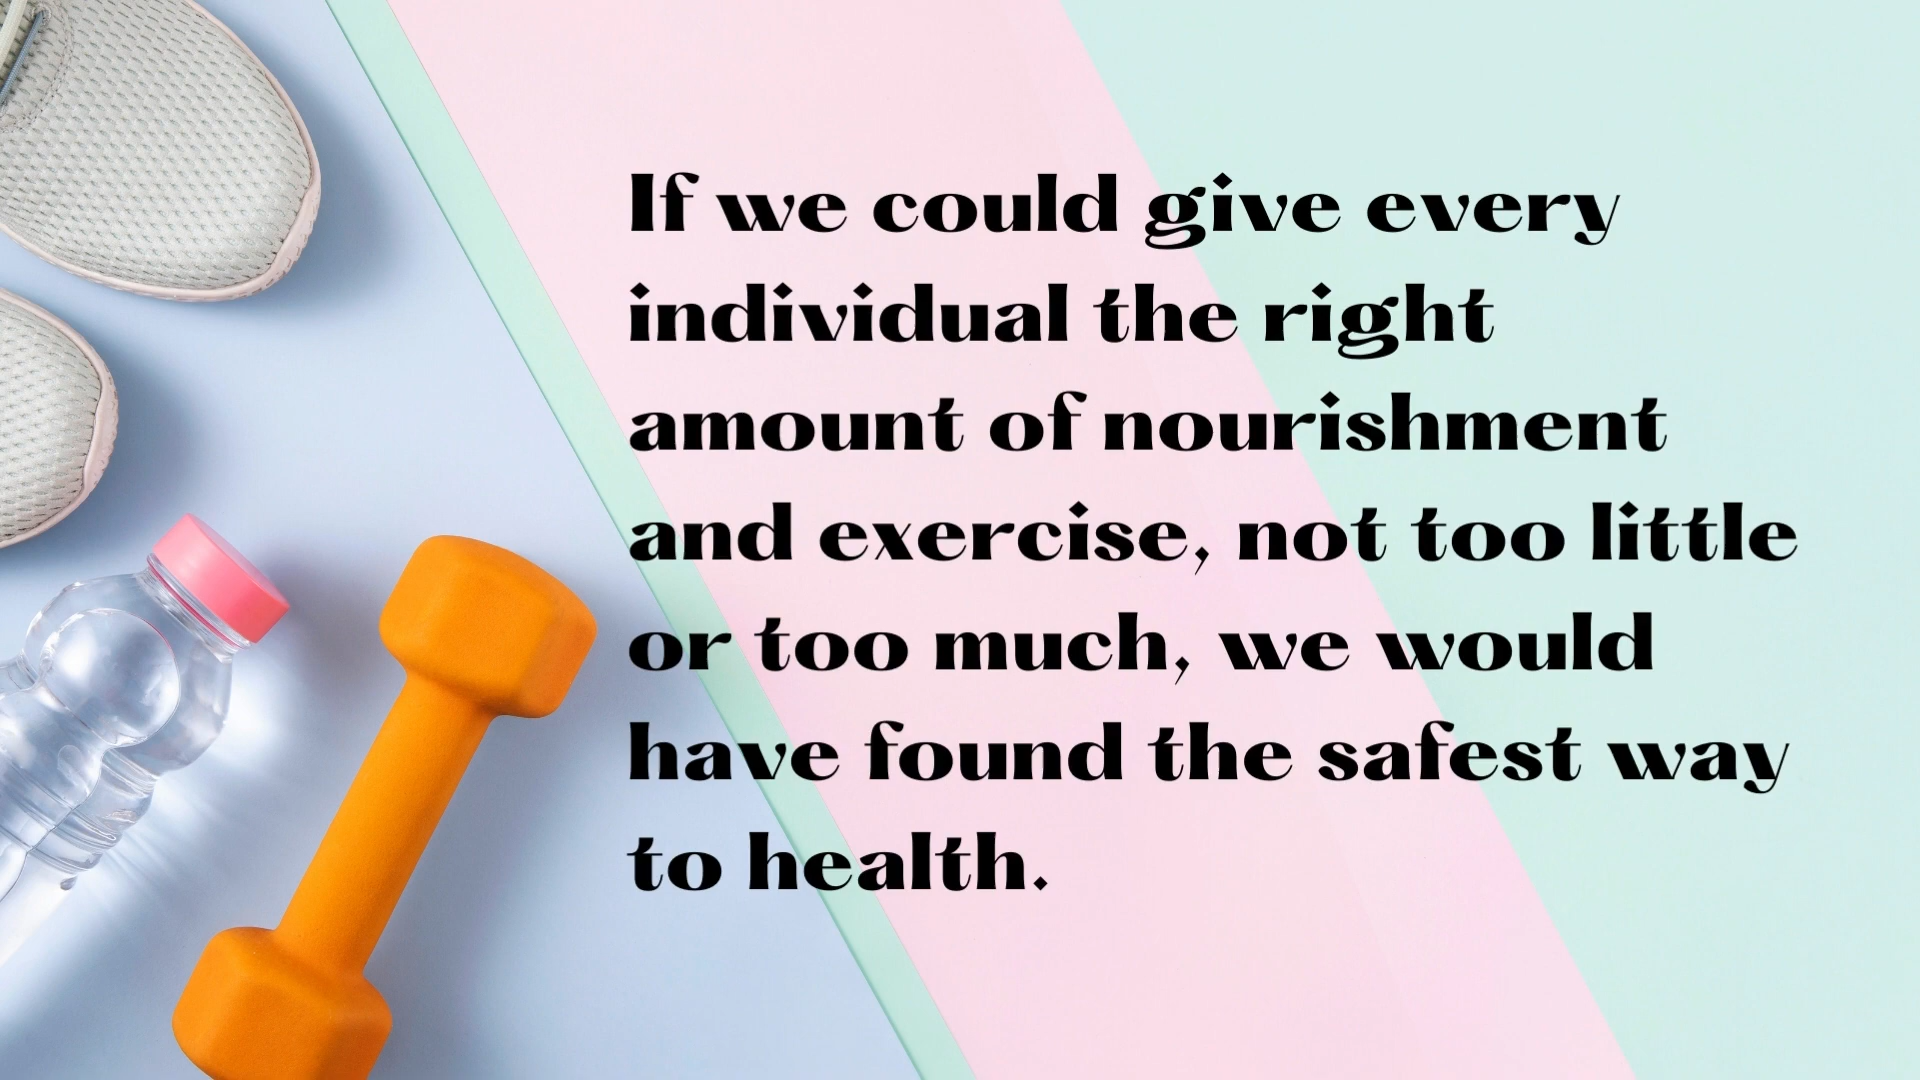 If we could give every
individual the right
amount of nourishment
and exercise, not too little
or too much, we would
have found the safest way
to health.